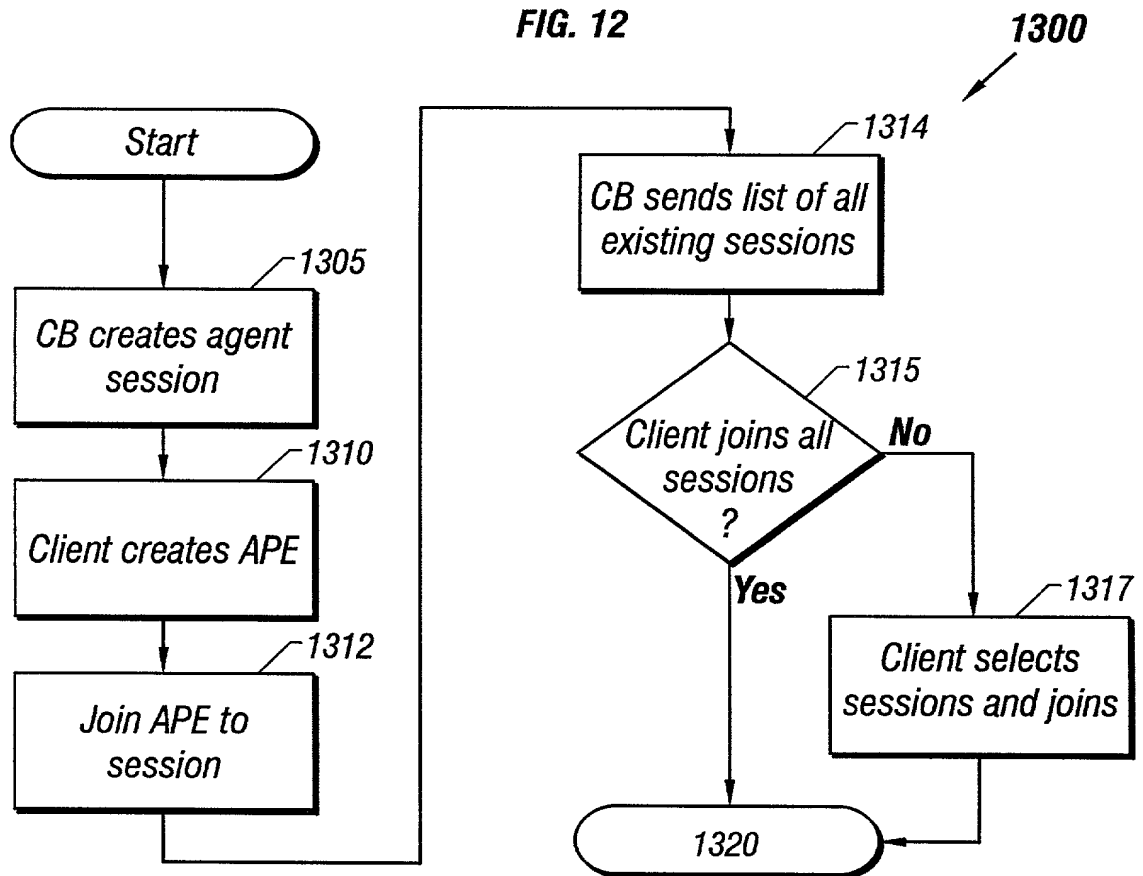 FIG. 12
1300
Start
1305
CB creates agent
session
1310
Client creates APE
1312
Join APE to
session
1314
CB sends list of all
existing sessions
1315
Client joins all
sessions
?
No
Yes
1317
Client selects
sessions and joins
1320